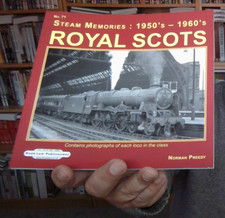 No. 77
STEAM MEMORIES : 1950's – 1960's
ROYAL SCOTS
Contains photographs of each loco in the class
NORMAN PREEDY